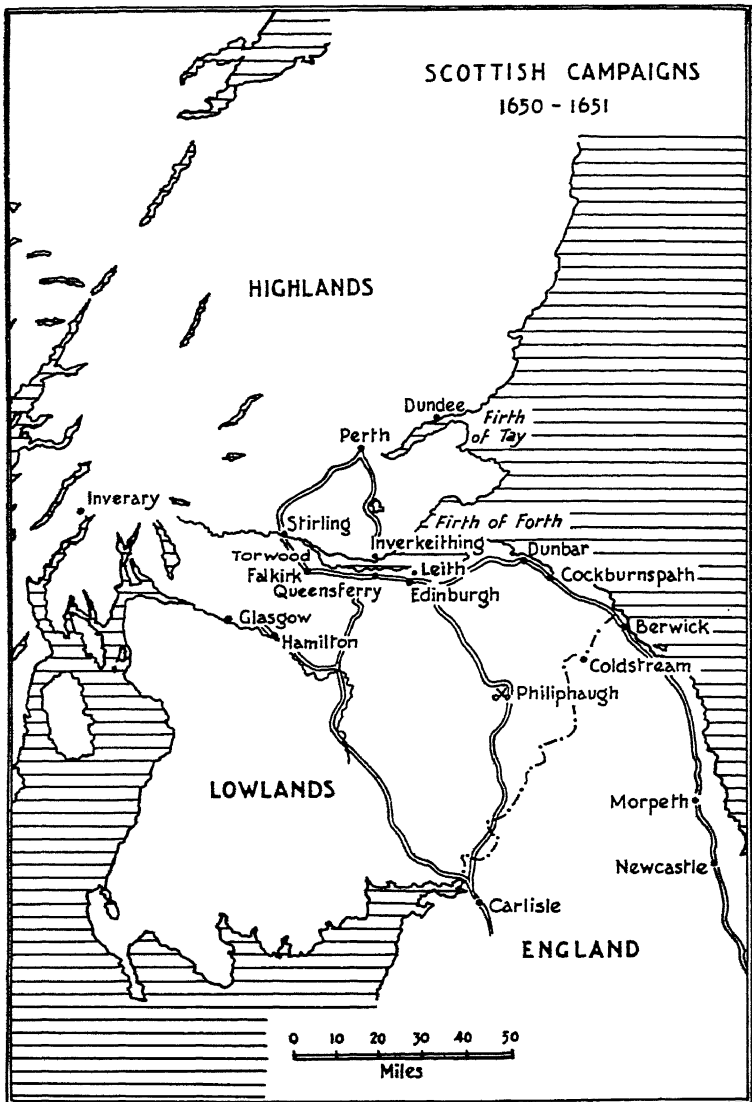 SCOTTISH CAMPAIGNS
1650 - 1651
HIGHLANDS
Dundee
Firth
of Tay
Perth
Inverary
Stirling
Firth of Forth
Inverkeithing
Torwood
Dunbar
Leith
Falkirk
Cockburnspath
Queensferry
Edinburgh
Glasgow
Berwick
Hamilton
Coldstream
Philiphaugh
LOWLANDS
Morpeth
Newcastle
Carlisle
ENGLAND
0 10 20 30 40 50
Miles